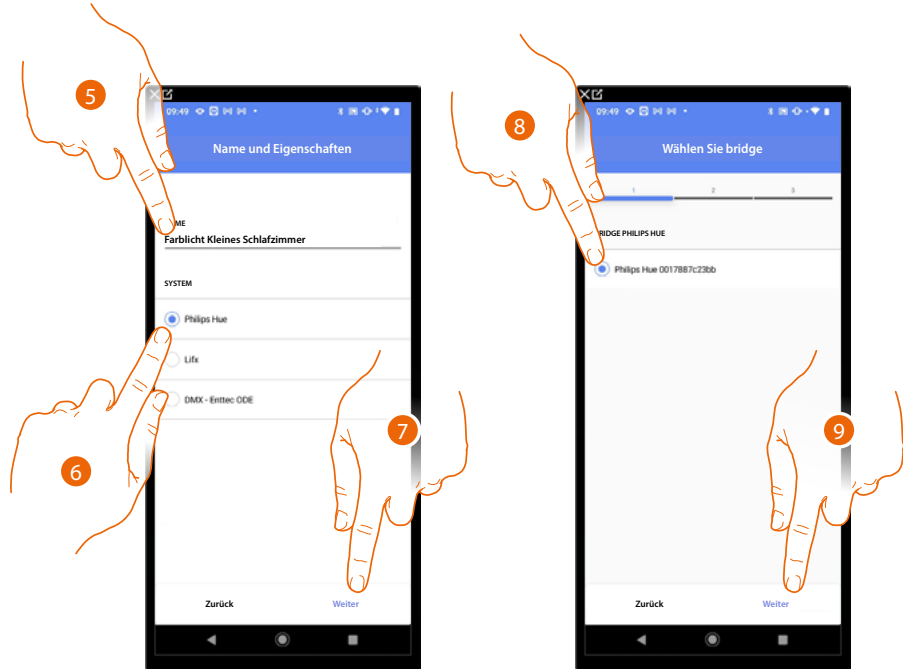 5
09:49
Name und Eigenschaften
ME
Farblicht Kleines Schlafzimmer
SYSTEM
Philips Hue
Lifx
DMX - Enttec ODE
6
7
Zurück
Weiter
8
09:49
Wählen Sie bridge
1 2 3
RIDGE PHILIPS HUE
Philips Hue 0017887c23bb
9
Zurück
Weiter